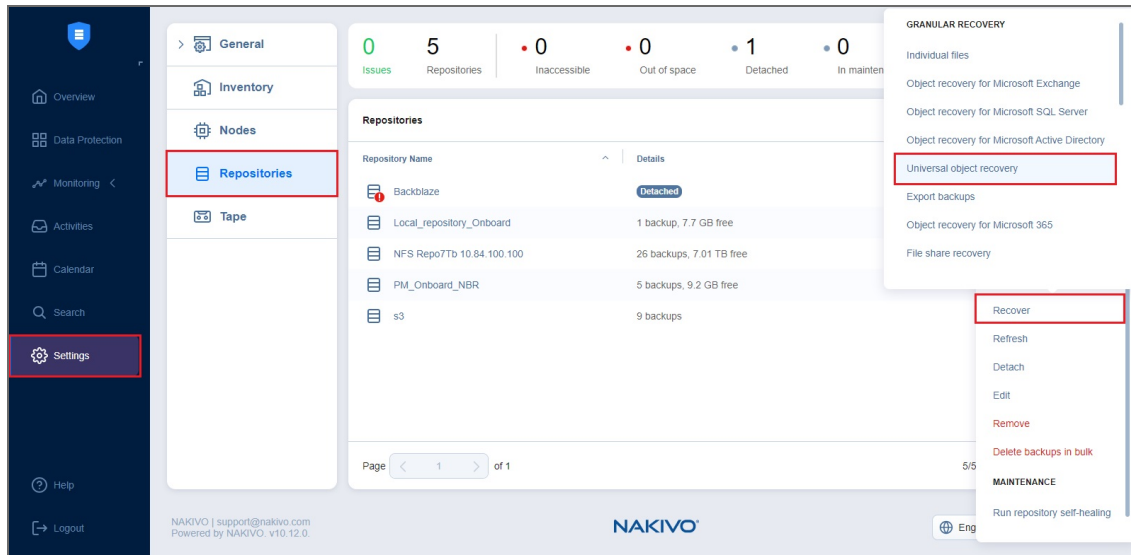 Overview
Data Protection
Monitoring
Activities
Calendar
Search
Settings
Help
Logout
General
Inventory
Nodes
Repositories
Tape
0 5 0 0 1 0
Issues Repositories Inaccessible Out of space Detached In mainten
Repositories
Repository Name Details
Backblaze Detached
Local_repository_Onboard 1 backup, 7.7 GB free
NFS Repo7Tb 10.84.100.100 26 backups, 7.01 TB free
PM_Onboard_NBR 5 backups, 9.2 GB free
s3 9 backups
Page 1 of 1 5/5
GRANULAR RECOVERY
Individual files
Object recovery for Microsoft Exchange
Object recovery for Microsoft SQL Server
Object recovery for Microsoft Active Directory
Universal object recovery
Export backups
Object recovery for Microsoft 365
File share recovery
Recover
Refresh
Detach
Edit
Remove
Delete backups in bulk
MAINTENANCE
Run repository self-healing
NAKIVO | support@nakivo.com
Powered by NAKIVO. v10.12.0.
NAKIVO®
Eng